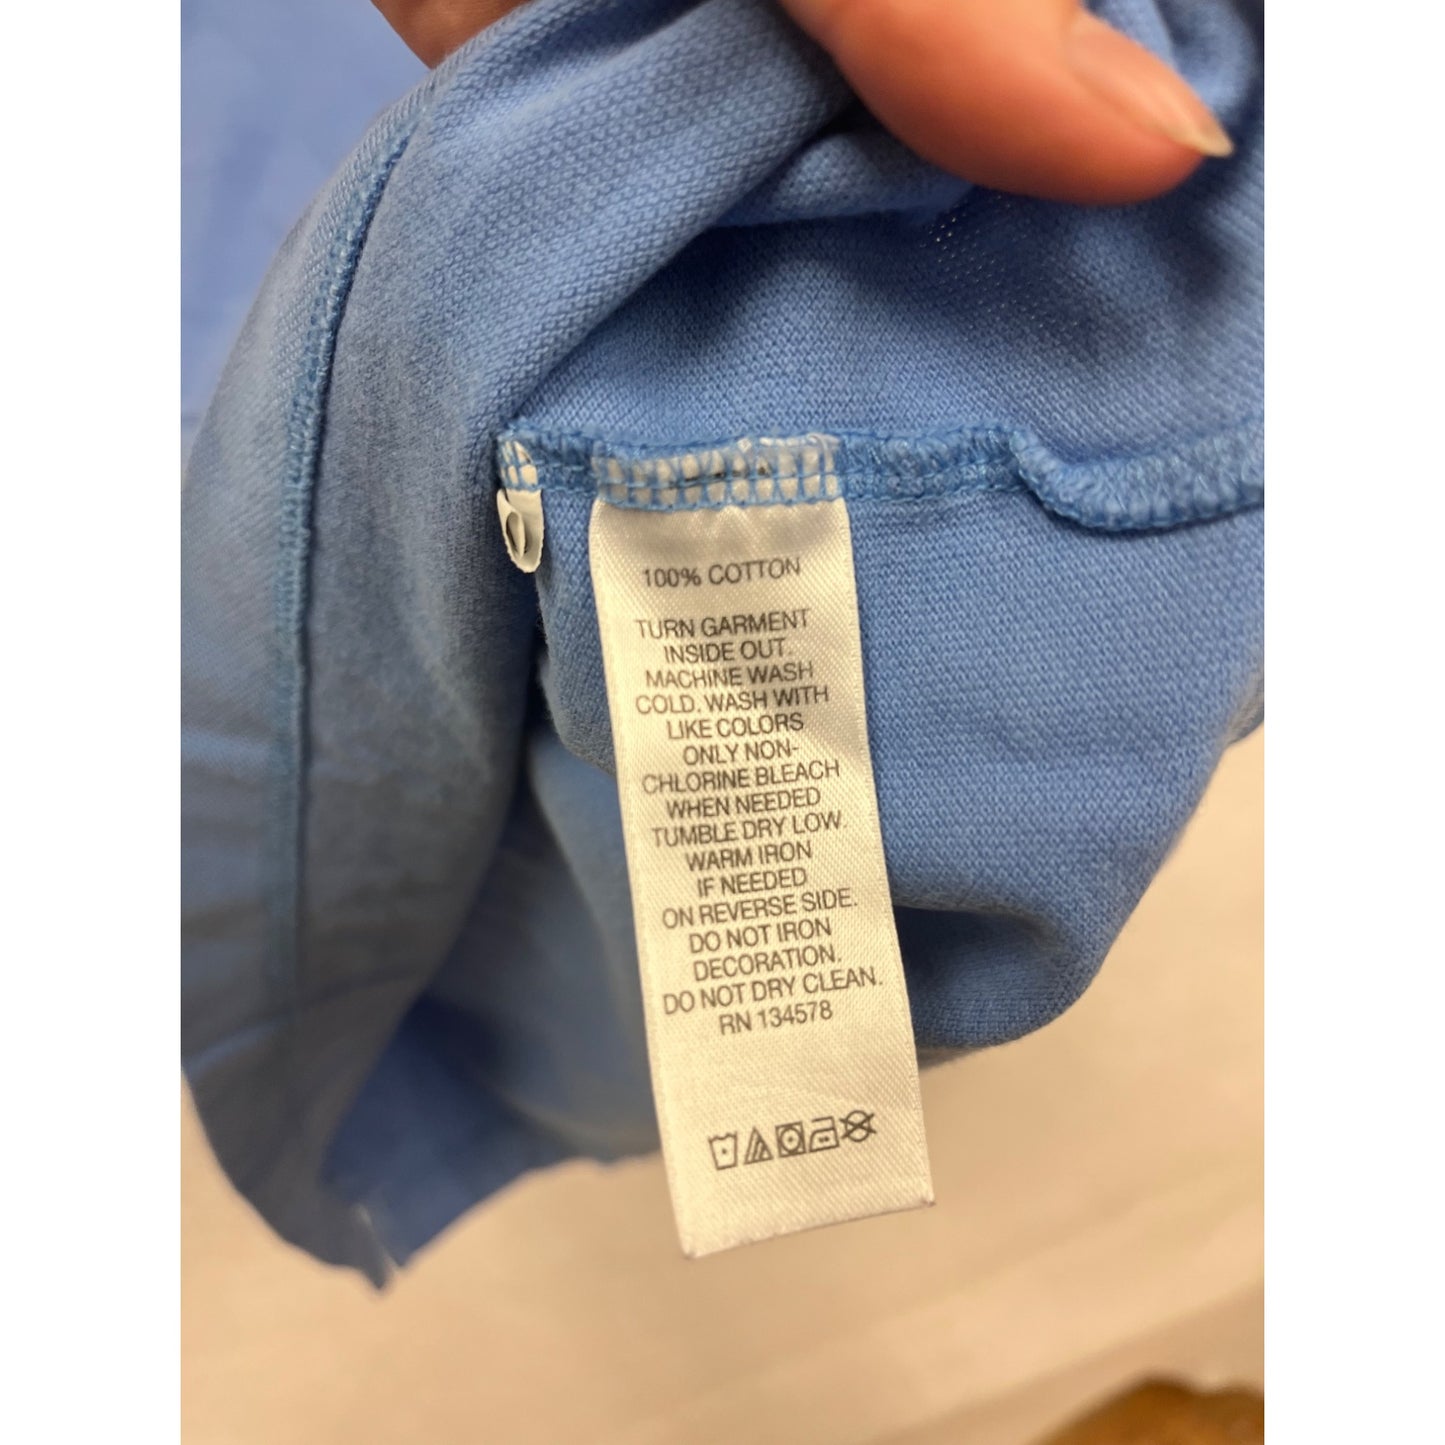 100% COTTON
TURN GARMENT
INSIDE OUT.
MACHINE WASH
COLD. WASH WITH
LIKE COLORS
ONLY NON-
CHLORINE BLEACH
WHEN NEEDED
TUMBLE DRY LOW.
WARM IRON
IF NEEDED
ON REVERSE SIDE.
DO NOT IRON
DECORATION.
DO NOT DRY CLEAN.
RN 134578